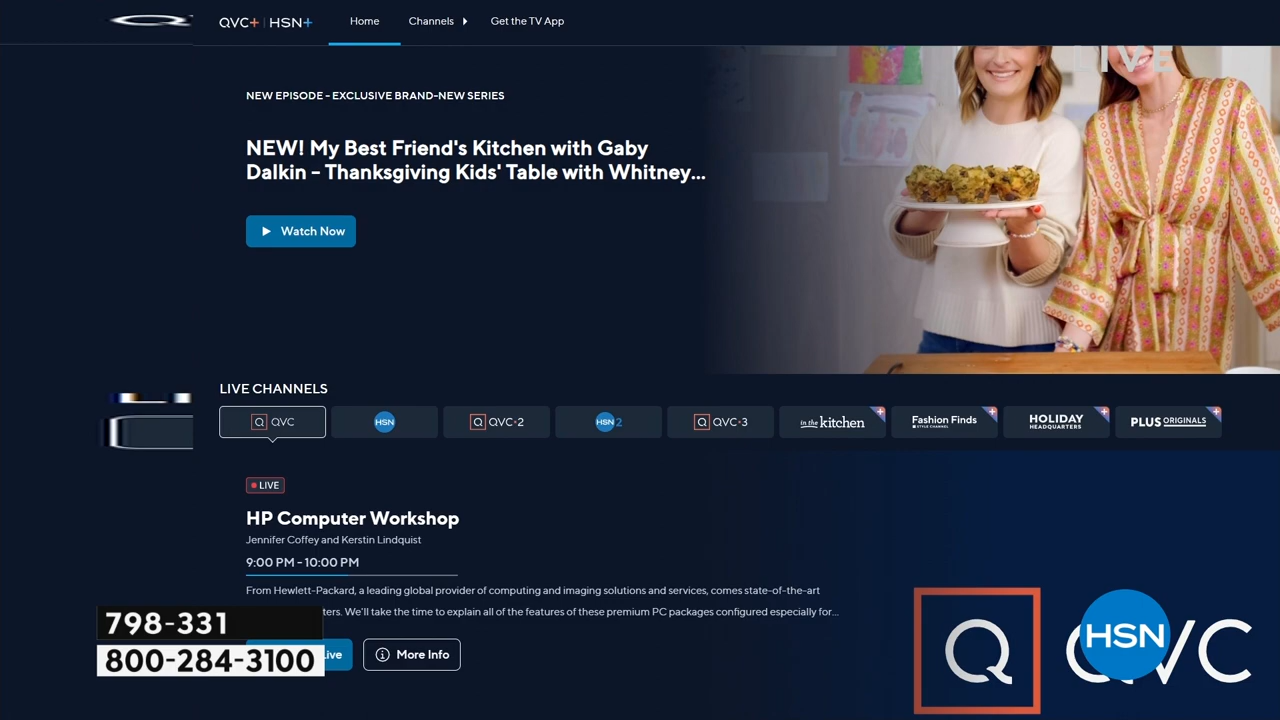 QVC+ | HSN+
Home
Channels
Get the TV App
LIVE
NEW EPISODE - EXCLUSIVE BRAND-NEW SERIES
NEW! My Best Friend's Kitchen with Gaby
Dalkin - Thanksgiving Kids' Table with Whitney...
Watch Now
LIVE CHANNELS
Q QVC
HSN
Q QVC•2
HSN 2
Q QVC•3
in the kitchen
Fashion Finds
HOLIDAY
HEADQUARTERS
PLUS ORIGINALS
LIVE
HP Computer Workshop
Jennifer Coffey and Kerstin Lindquist
9:00 PM - 10:00 PM
From Hewlett-Packard, a leading global provider of computing and imaging solutions and services, comes state-of-the-art
ters. We'll take the time to explain all of the features of these premium PC packages configured especially for...
798-331
800-284-3100
ive
More Info
Q QVC
HSN